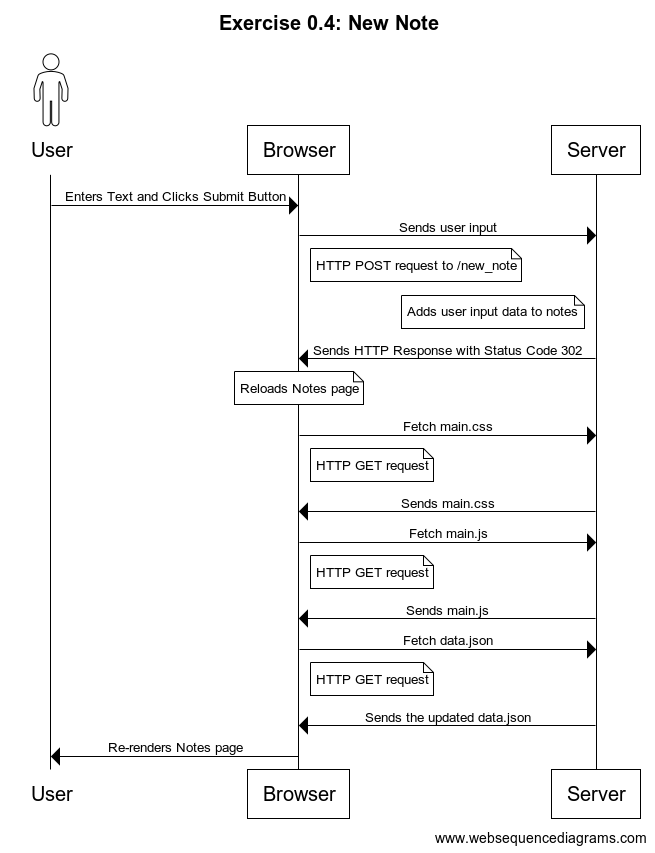 Exercise 0.4: New Note
User
Browser
Server
Enters Text and Clicks Submit Button
Sends user input
HTTP POST request to /new_note
Adds user input data to notes
Sends HTTP Response with Status Code 302
Reloads Notes page
Fetch main.css
HTTP GET request
Sends main.css
Fetch main.js
HTTP GET request
Sends main.js
Fetch data.json
HTTP GET request
Sends the updated data.json
Re-renders Notes page
User
Browser
Server
www.websequencediagrams.com